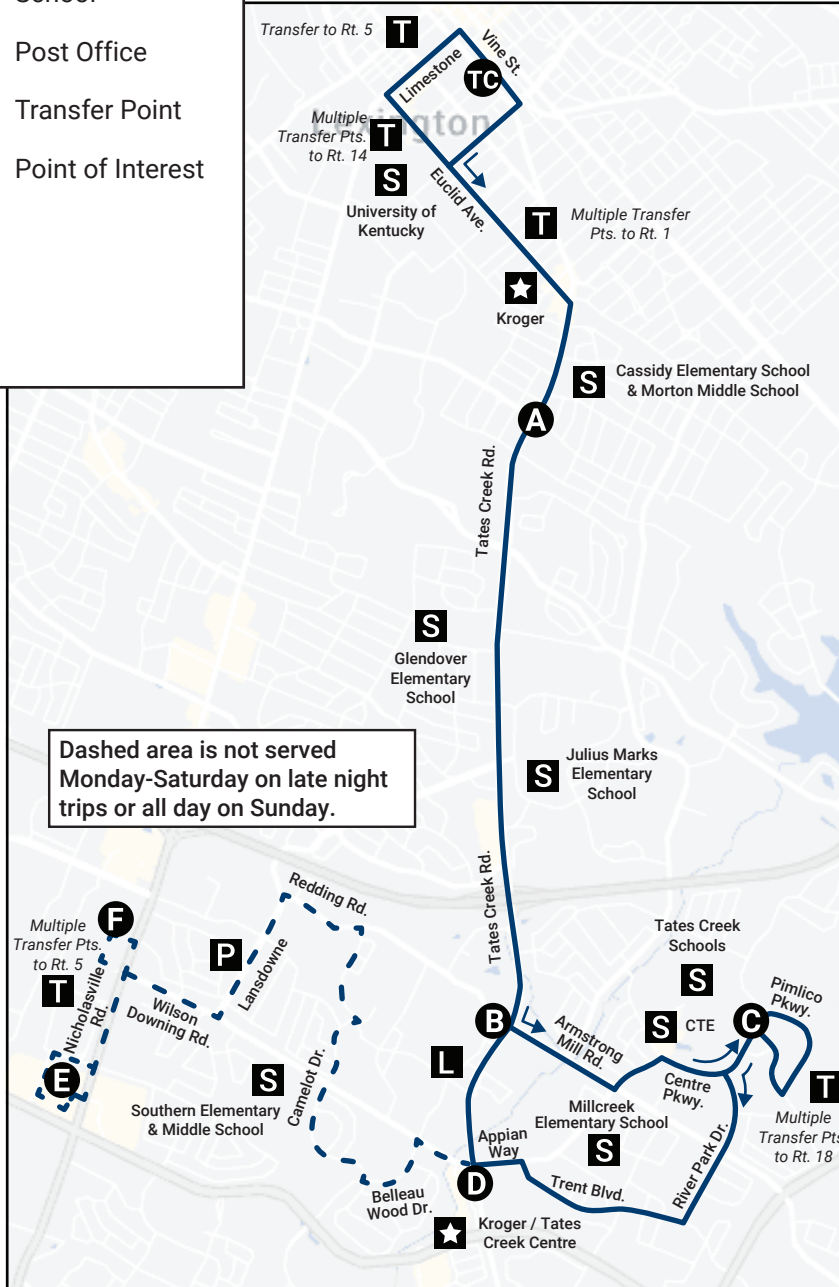 School
Post Office
Transfer Point
Point of Interest
Transfer to Rt. 5
T
Limestone
Vine St.
TC
Lexington
Multiple
Transfer Pts.
to Rt. 14
T
S
University of
Kentucky
Euclid Ave.
T
Multiple Transfer
Pts. to Rt. 1
Kroger
S
Cassidy Elementary School
& Morton Middle School
A
Tates Creek Rd.
S
Glendover
Elementary
School
S
Julius Marks
Elementary
School
Dashed area is not served
Monday-Saturday on late night
trips or all day on Sunday.
Tates Creek Rd.
Redding Rd.
F
Multiple
Transfer Pts.
to Rt. 5
T
Nicholasville
Rd.
P
Lansdowne
Wilson
Downing Rd.
E
S
Southern Elementary
& Middle School
Camelot Dr.
Belleau
Wood Dr.
B
L
Armstrong
Mill Rd.
Tates Creek
Schools
S
S
CTE
C
Pimlico
Pkwy.
Centre
Pkwy.
T
Multiple
Transfer Pts
to Rt. 18
Millcreek
Elementary School
S
Appian
Way
Trent Blvd.
River Park Dr.
D
Kroger / Tates
Creek Centre